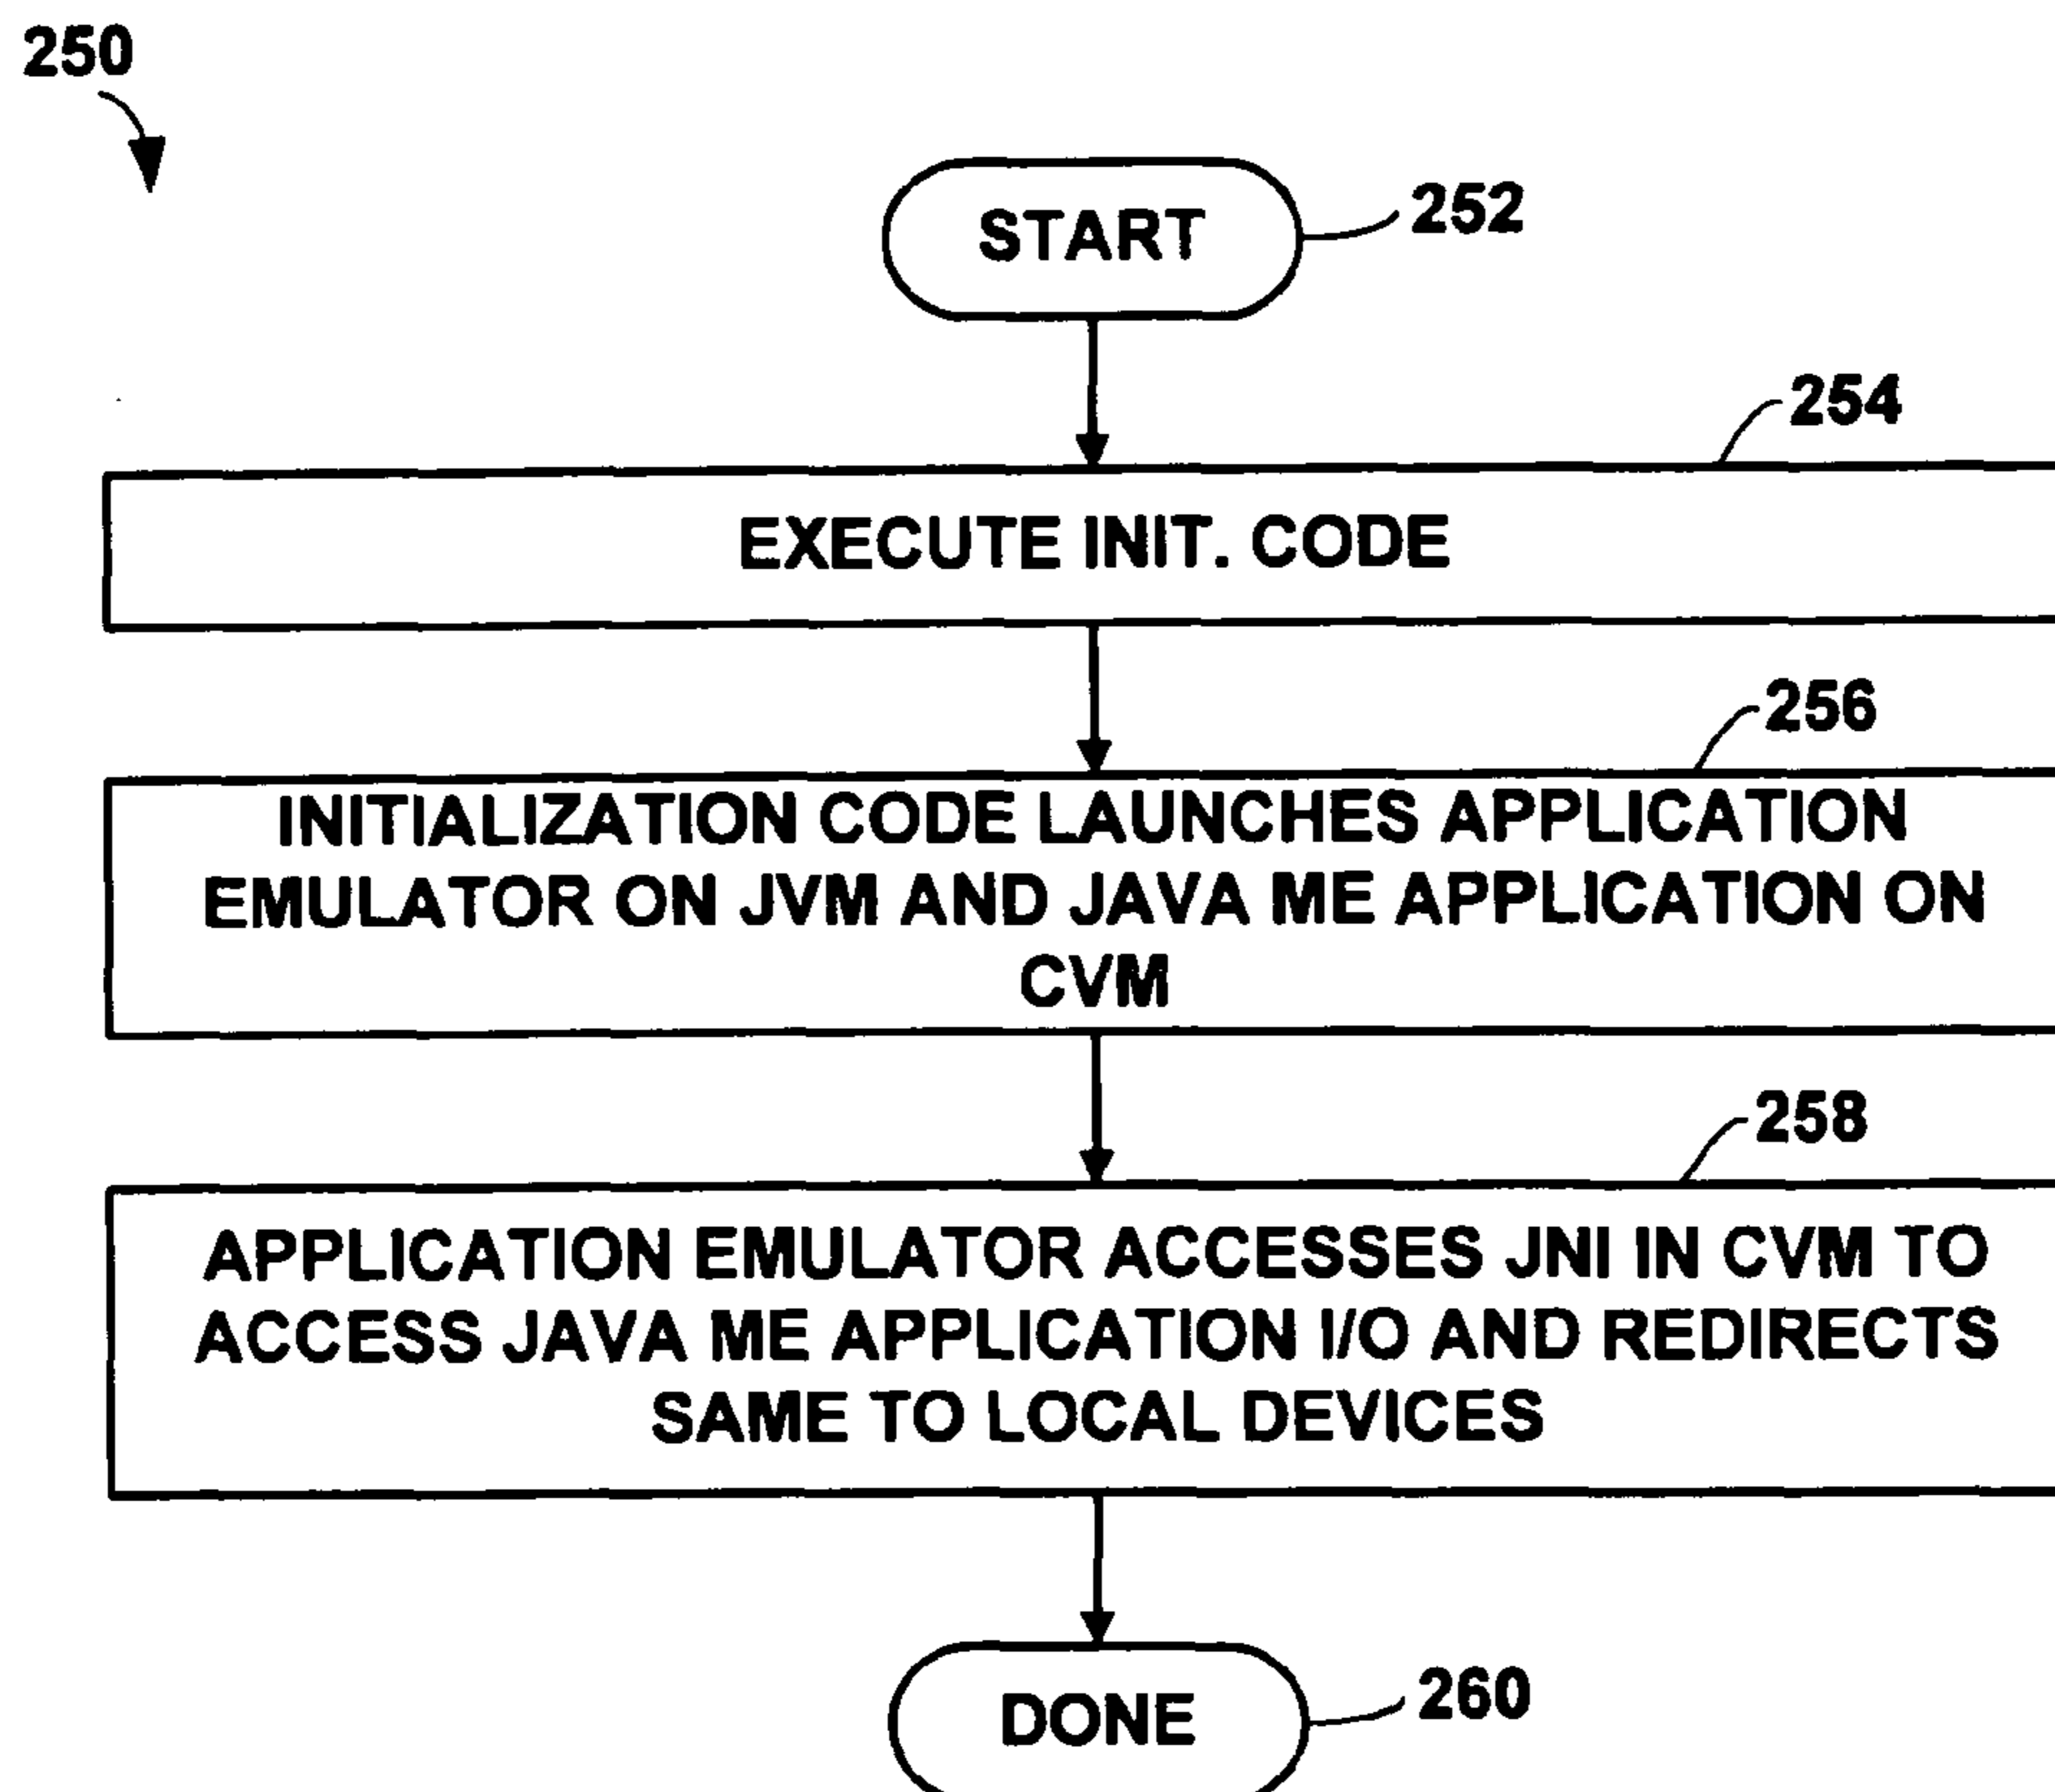 250
START
252
254
EXECUTE INIT. CODE
256
INITIALIZATION CODE LAUNCHES APPLICATION
EMULATOR ON JVM AND JAVA ME APPLICATION ON
CVM
258
APPLICATION EMULATOR ACCESSES JNI IN CVM TO
ACCESS JAVA ME APPLICATION I/O AND REDIRECTS
SAME TO LOCAL DEVICES
DONE
260